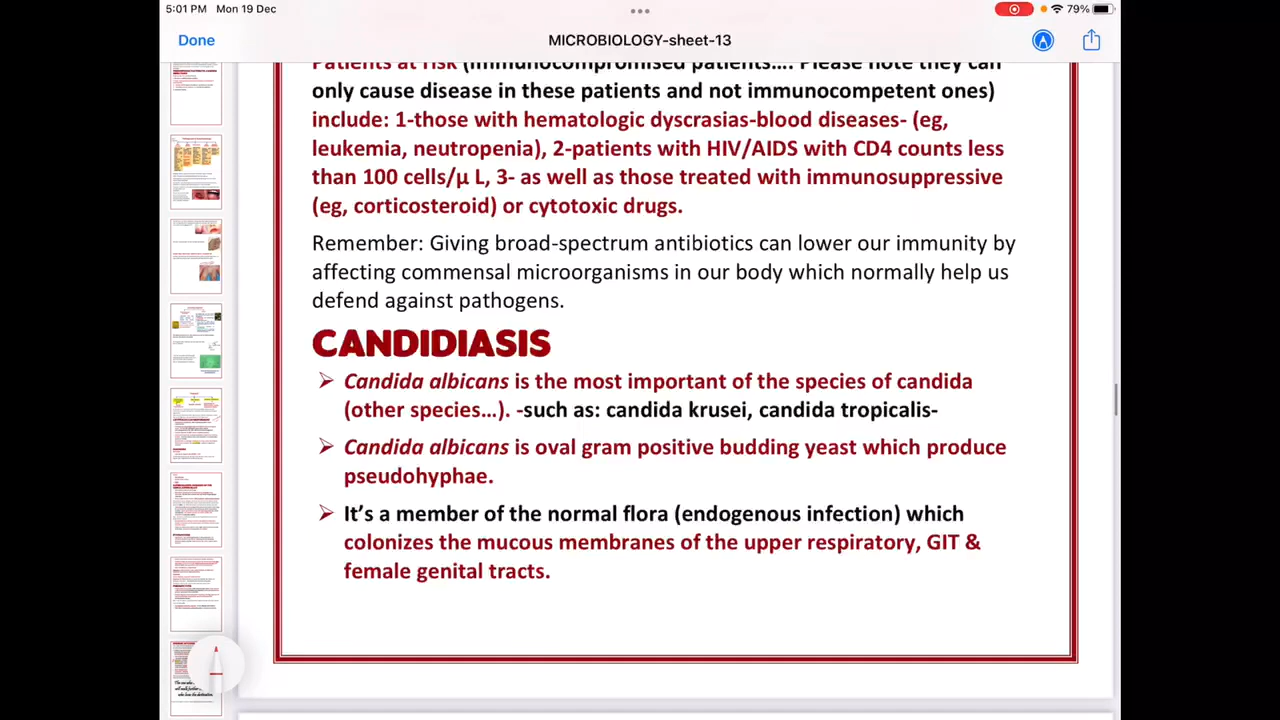 5:01 PM Mon 19 Dec
79%
Done
MICROBIOLOGY-sheet-13
Patients at risk
they can
only cause disease in these patients and not immunocompetent ones)
include: 1-those with hematologic dyscrasias-blood diseases- (eg,
leukemia, neutropenia), 2-patients with HIV/AIDS with CD4 counts less
than 100 cells/μ L, 3- as well as those treated with immunsuppressive
(eg, corticosteroid) or cytotoxic drugs.
Remember: Giving broad-spectrum antibiotics can lower our immunity by
affecting commensal microorganisms in our body which normally help us
defend against pathogens.
CANDIDIASIS
➢ Candida albicans is the most important of the species of candida
(other species…). -such as: candida krusei, candida tropicalis-
➢ Candida albicans is oval gram positive budding yeast which produce
pseudohyphae.
➢ It's a member of the normal flora (endogenous infection) which
colonizes the mucous membranes of the upper respiratory, GIT &
female genital tracts.